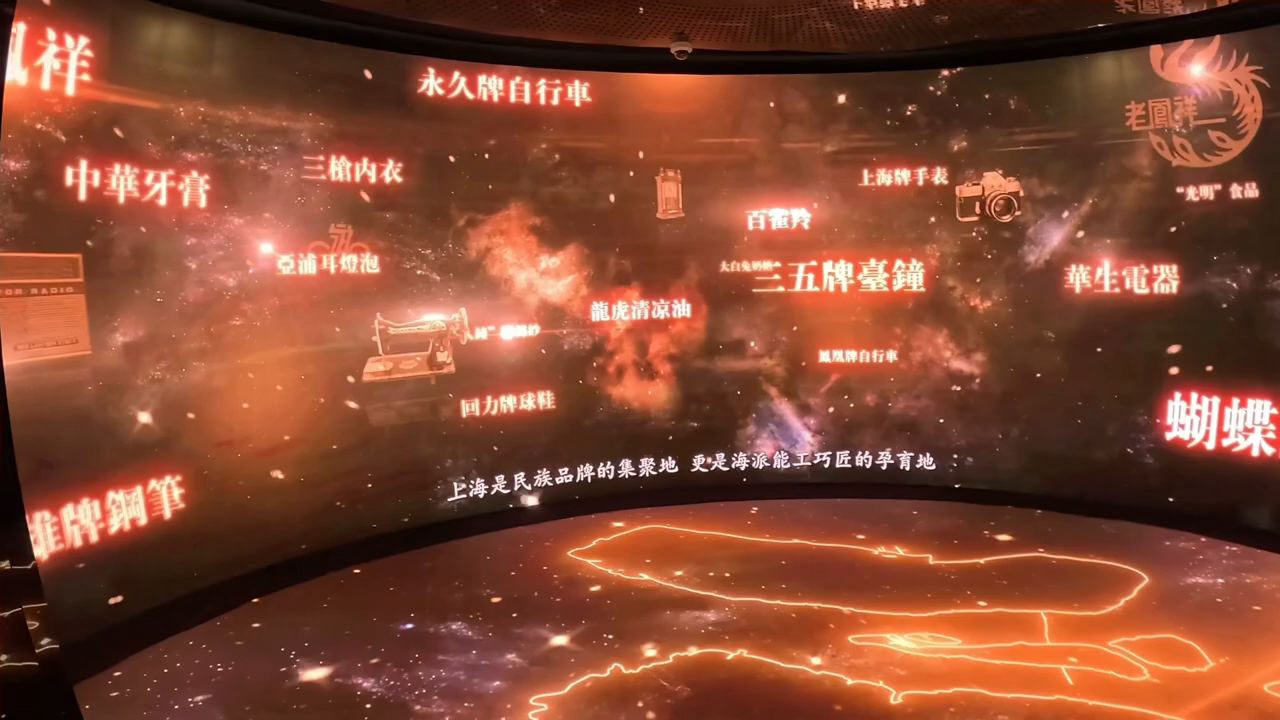 鳳祥
永久牌自行車
老鳳祥
中華牙膏
三槍内衣
上海牌手表
“光明”食品
百雀羚
亞浦耳燈泡
大白兔奶糖
三五牌臺鐘
華生電器
龍虎清凉油
鳳凰牌自行車
回力牌球鞋
蝴蝶
上海是民族品牌的集聚地 更是海派能工巧匠的孕育地
雄牌鋼筆